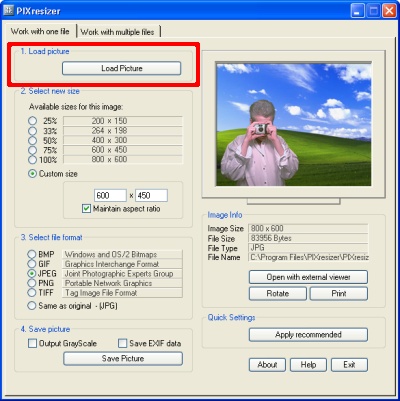 PIXresizer
Work with one file
Work with multiple files
1. Load picture
Load Picture
2. Select new size
Available sizes for this image:
25% 200 x 150
33% 264 x 198
50% 400 x 300
75% 600 x 450
100% 800 x 600
Custom size
600 x 450
Maintain aspect ratio
3. Select file format
BMP Windows and OS/2 Bitmaps
GIF Graphics Interchange Format
JPEG Joint Photographic Experts Group
PNG Portable Network Graphics
TIFF Tag Image File Format
Same as original - (JPG)
4. Save picture
Output GrayScale Save EXIF data
Save Picture
Image Info
Image Size 800 x 600
File Size 83956 Bytes
File Type JPG
File Name C:\Program Files\PIXresizer\PIXresiz
Open with external viewer
Rotate Print
Quick Settings
Apply recommended
About Help Exit